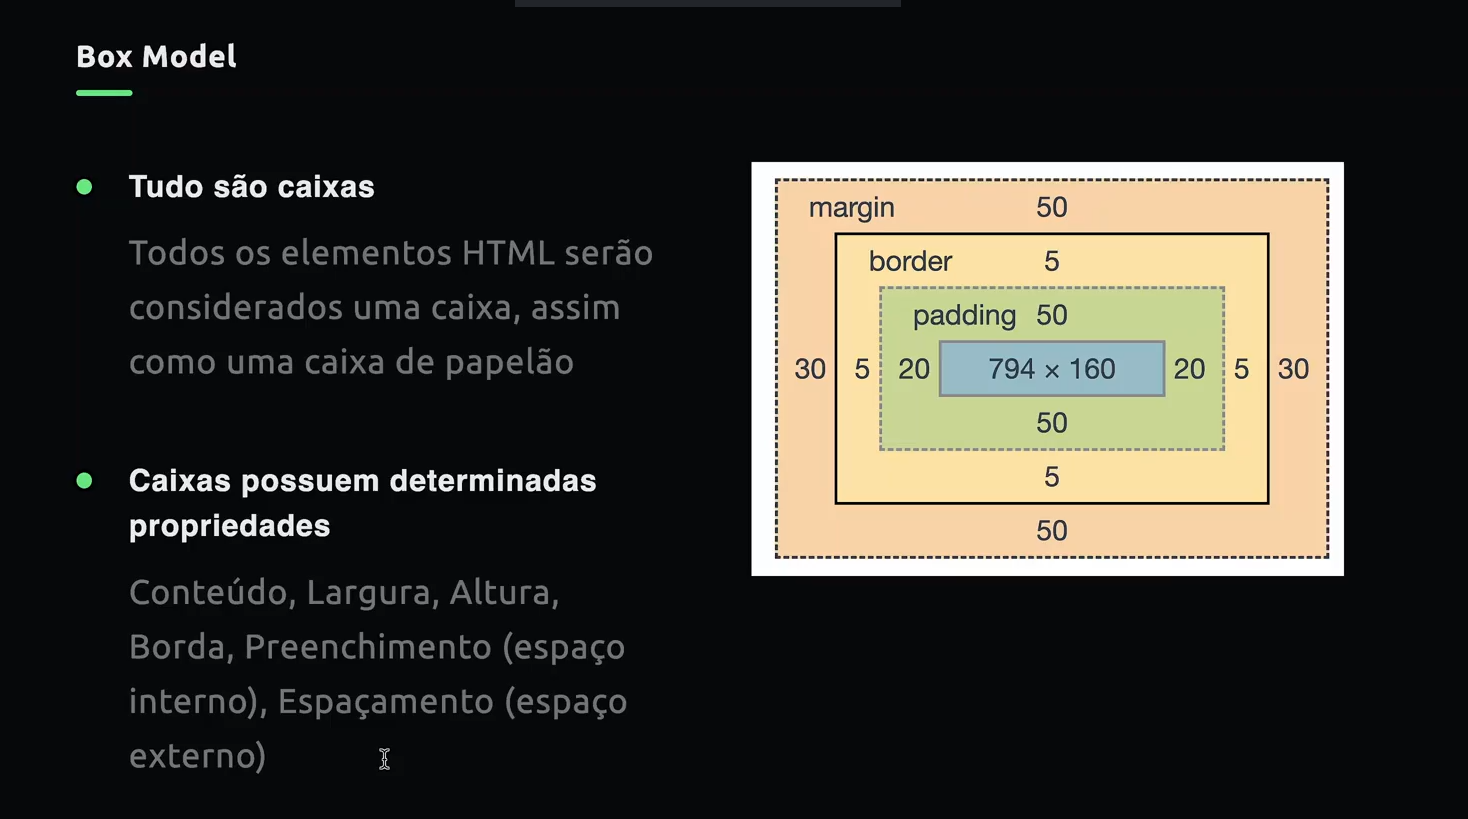 Box Model
Tudo são caixas
Todos os elementos HTML serão
considerados uma caixa, assim
como uma caixa de papelão
Caixas possuem determinadas
propriedades
Conteúdo, Largura, Altura,
Borda, Preenchimento (espaço
interno), Espaçamento (espaço
externo)
margin 50
border 5
padding 50
30 5 20 794 × 160 20 5 30
50
5
50